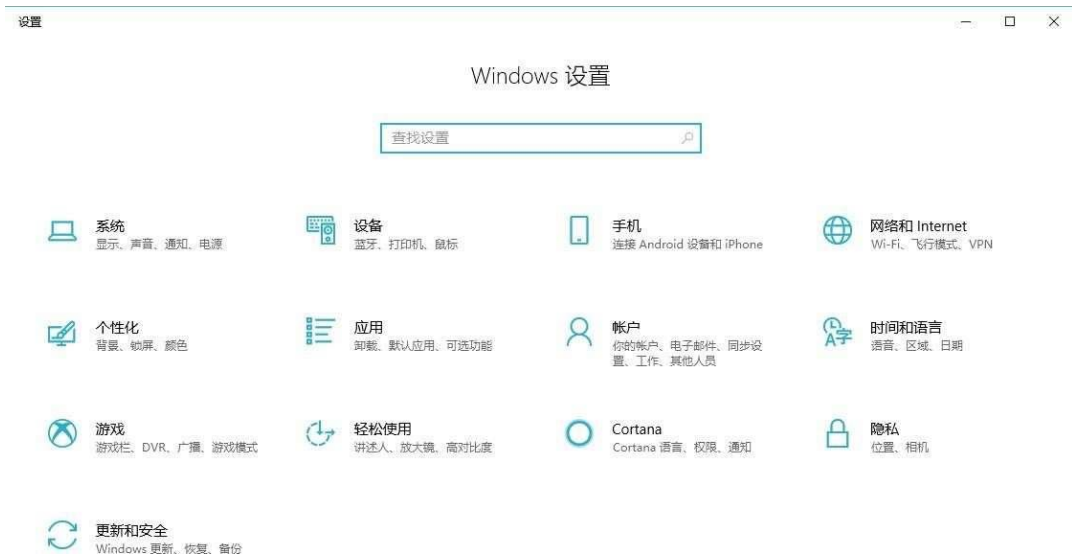 设置
Windows 设置
查找设置
系统
显示、声音、通知、电源
设备
蓝牙、打印机、鼠标
手机
连接 Android 设备和 iPhone
网络和 Internet
Wi-Fi、飞行模式、VPN
个性化
背景、锁屏、颜色
应用
卸载、默认应用、可选功能
帐户
你的帐户、电子邮件、同步设
置、工作、其他人员
时间和语言
语音、区域、日期
游戏
游戏栏、DVR、广播、游戏模式
轻松使用
讲述人、放大镜、高对比度
Cortana
Cortana 语言、权限、通知
隐私
位置、相机
更新和安全
Windows 更新、恢复、备份